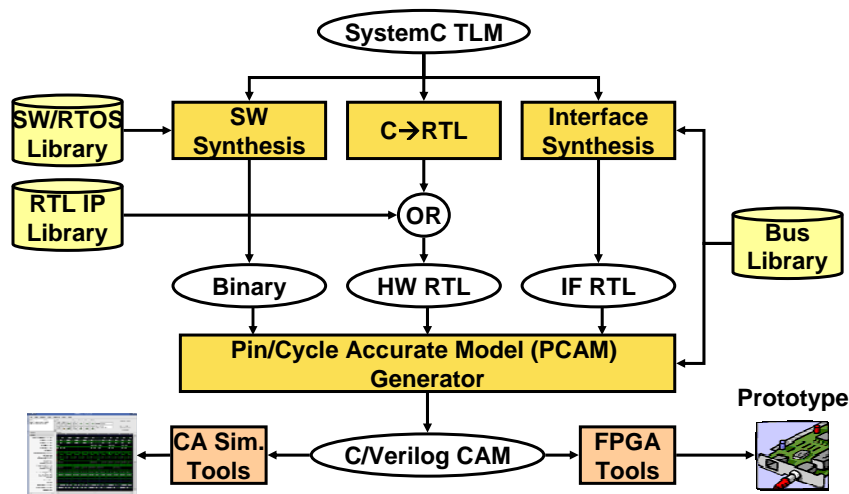 SystemC TLM
SW/RTOS
Library
SW
Synthesis
C→RTL
Interface
Synthesis
RTL IP
Library
OR
Bus
Library
Binary
HW RTL
IF RTL
Pin/Cycle Accurate Model (PCAM)
Generator
Prototype
CA Sim.
Tools
C/Verilog CAM
FPGA
Tools